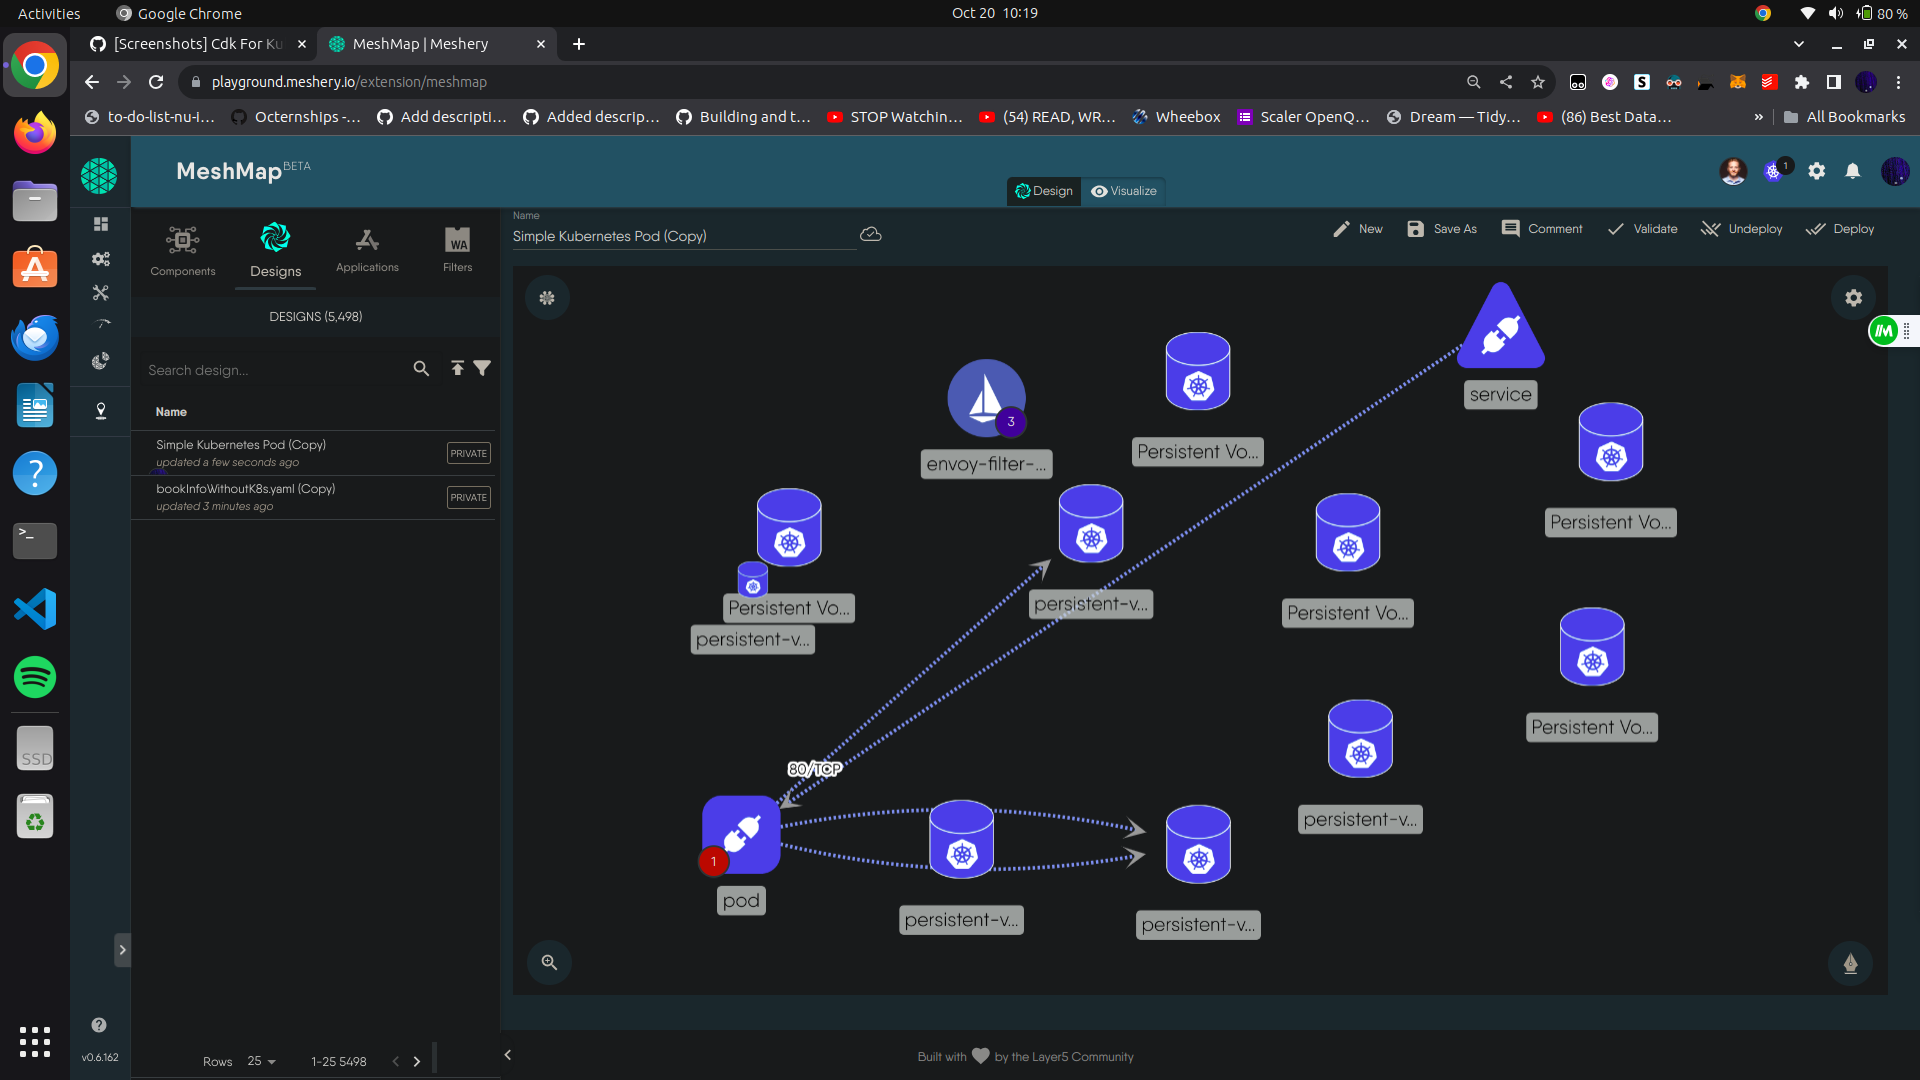 Activities
Google Chrome
Oct 20 10:19
80 %
[Screenshots] Cdk For Ku
MeshMap | Meshery
playground.meshery.io/extension/meshmap
to-do-list-nu-i...
Octernships -...
Add descripti...
Added descrip...
Building and t...
STOP Watchin...
(54) READ, WR...
Wheebox
Scaler OpenQ...
Dream — TIdy...
(86) Best Data...
»
All Bookmarks
MeshMap BETA
Design
Visualize
1
Components
Designs
Applications
WA
Filters
Name
Simple Kubernetes Pod (Copy)
New
Save As
Comment
Validate
Undeploy
Deploy
DESIGNS (5,498)
Search design...
Name
Simple Kubernetes Pod (Copy)
updated a few seconds ago
PRIVATE
bookInfoWithoutK8s.yaml (Copy)
updated 3 minutes ago
PRIVATE
service
3
envoy-filter-...
Persistent Vo...
Persistent Vo...
Persistent Vo...
persistent-v...
persistent-v...
Persistent Vo...
Persistent Vo...
80/TCP
persistent-v...
1
pod
persistent-v...
persistent-v...
SSD
v0.6.162
Rows
25
1-25 5498
Built with
by the Layer5 Community